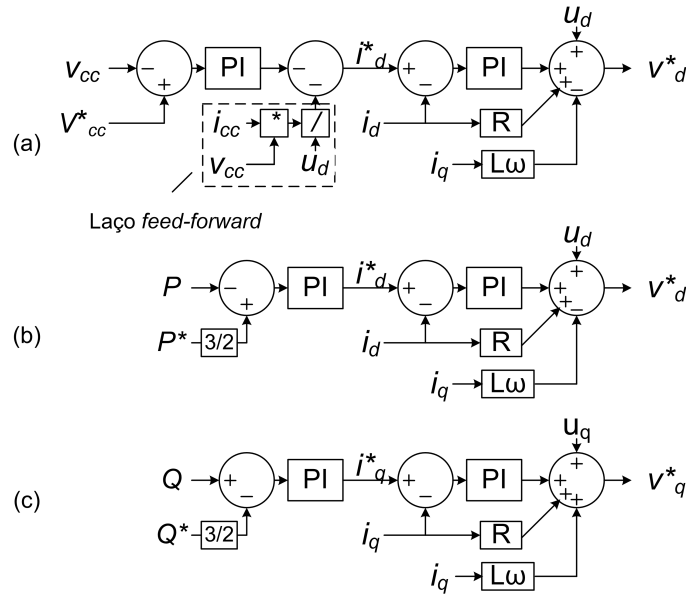 u_d
v_cc − + PI − − i*_d + − PI + + + − v*_d
V*_cc
i_cc * / i_d R
(a)
v_cc u_d i_q Lω
Laço feed-forward
u_d
P − + PI i*_d + − PI + + + − v*_d
(b)
P* 3/2 i_d R
i_q Lω
u_q
Q + − PI i*_q + − PI + + + + v*_q
(c)
Q* 3/2 i_q R
i_q Lω